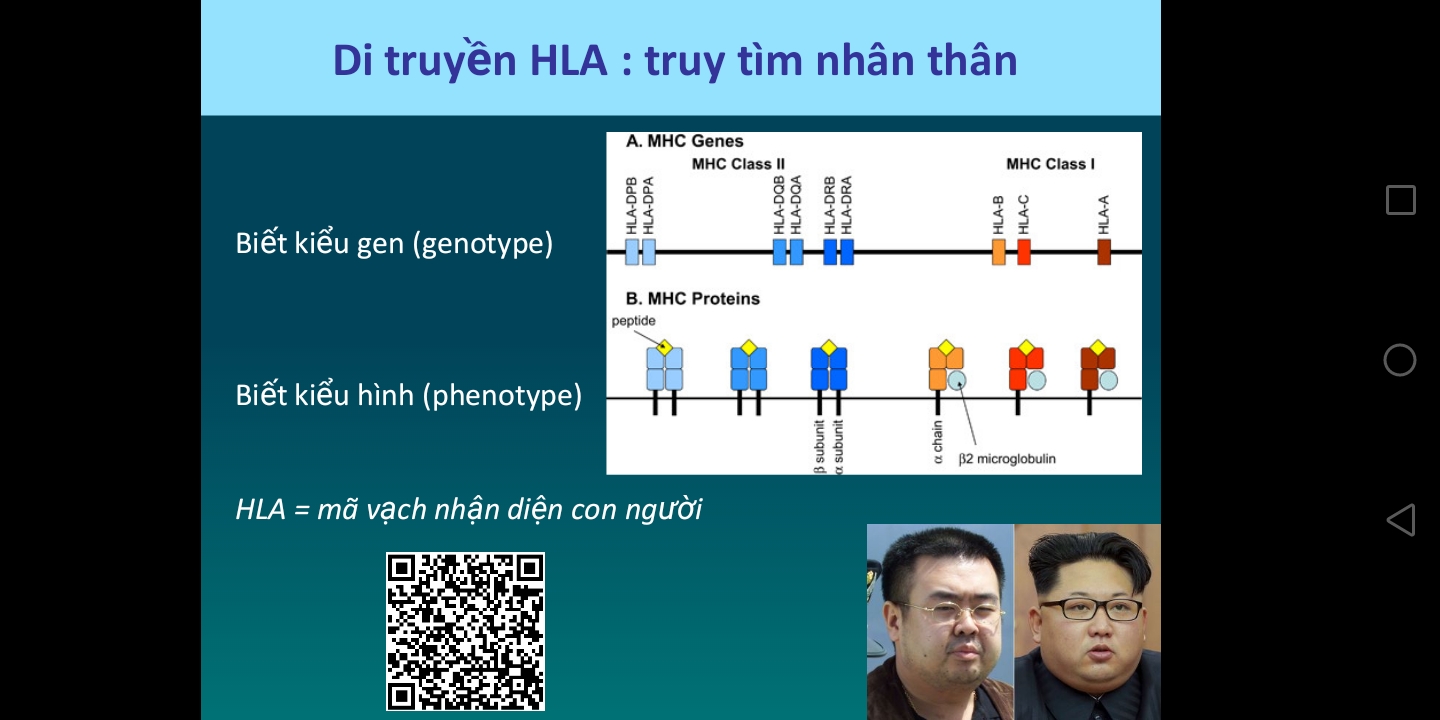 Di truyền HLA : truy tìm nhân thân
A. MHC Genes
MHC Class II
MHC Class I
HLA-DPB
HLA-DPA
HLA-DQB
HLA-DQA
HLA-DRB
HLA-DRA
HLA-B
HLA-C
HLA-A
Biết kiểu gen (genotype)
B. MHC Proteins
peptide
Biết kiểu hình (phenotype)
β subunit
α subunit
α chain
β2 microglobulin
HLA = mã vạch nhận diện con người